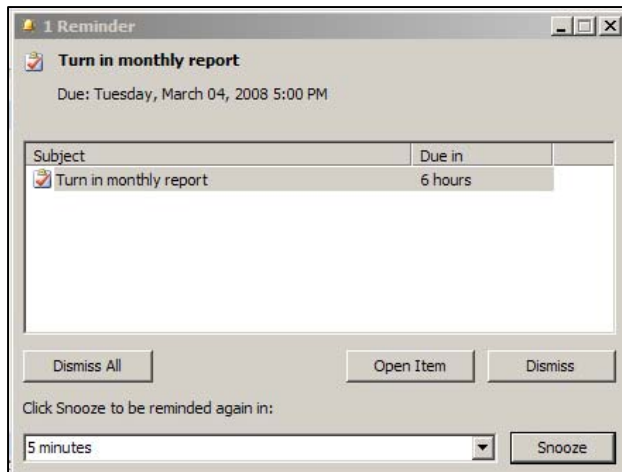 1 Reminder
Turn in monthly report
Due: Tuesday, March 04, 2008 5:00 PM
Subject Due in
Turn in monthly report 6 hours
Dismiss All Open Item Dismiss
Click Snooze to be reminded again in:
5 minutes Snooze